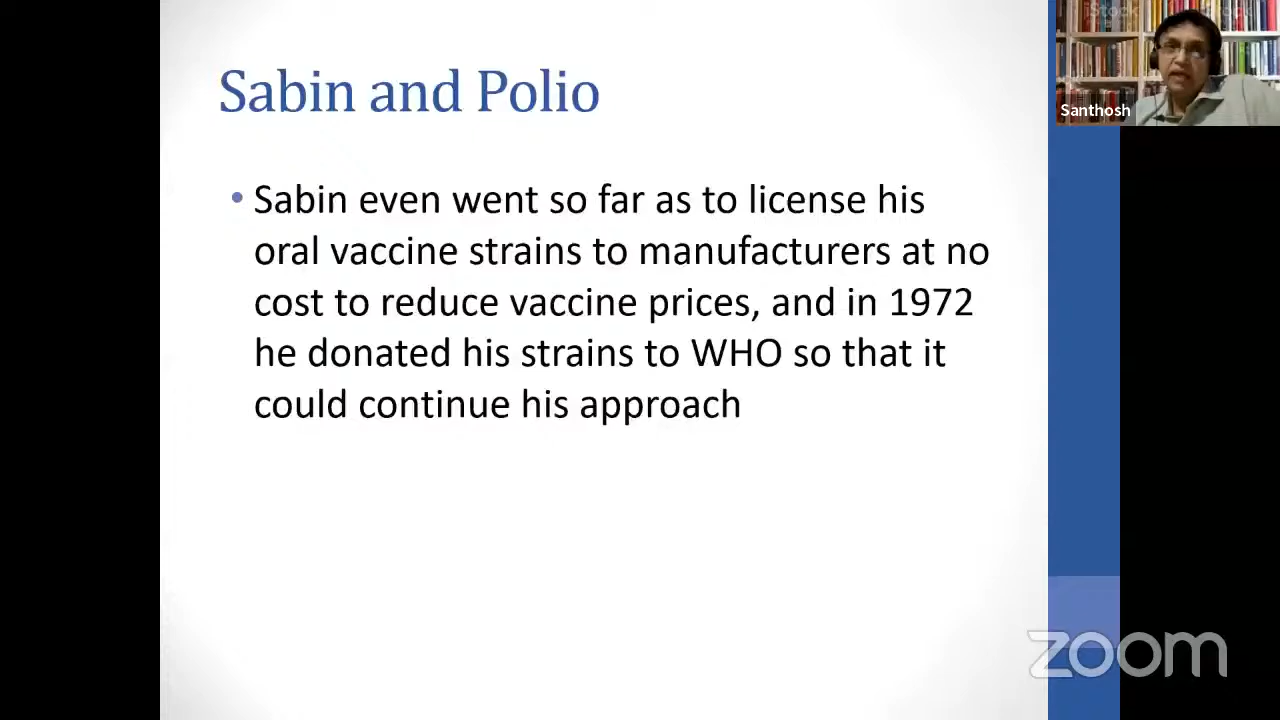 Sabin and Polio
• Sabin even went so far as to license his
oral vaccine strains to manufacturers at no
cost to reduce vaccine prices, and in 1972
he donated his strains to WHO so that it
could continue his approach
iStock
Santhosh
zoom